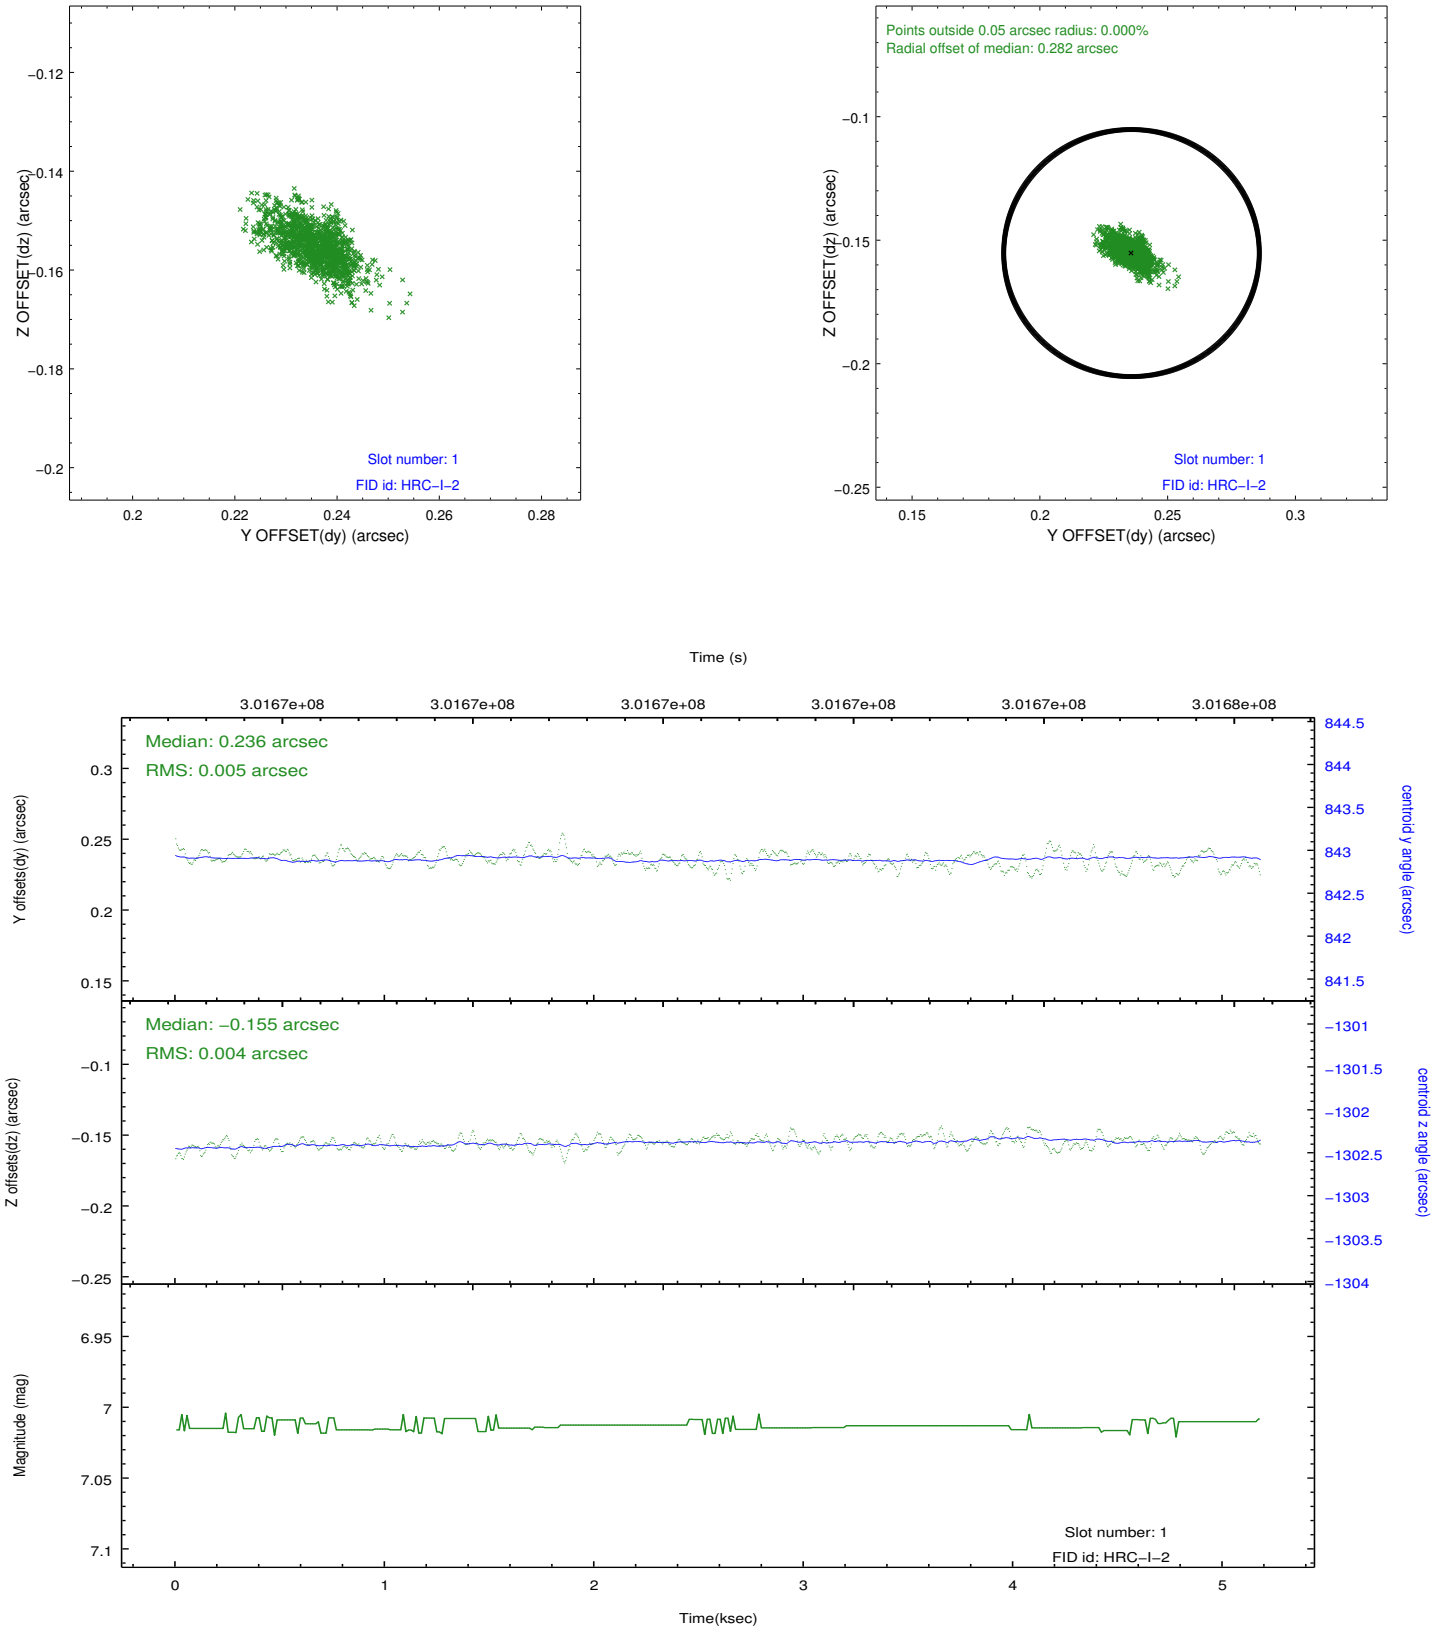 −0.12
−0.14
−0.16
−0.18
−0.2
Z OFFSET(dz) (arcsec)
Slot number: 1
FID id: HRC−I−2
0.2
0.22
0.24
0.26
0.28
Y OFFSET(dy) (arcsec)
Points outside 0.05 arcsec radius: 0.000%
Radial offset of median: 0.282 arcsec
−0.1
−0.15
−0.2
−0.25
Z OFFSET(dz) (arcsec)
Slot number: 1
FID id: HRC−I−2
0.15
0.2
0.25
0.3
Y OFFSET(dy) (arcsec)
Time (s)
3.0167e+08
3.0167e+08
3.0167e+08
3.0167e+08
3.0167e+08
3.0168e+08
Median: 0.236 arcsec
RMS: 0.005 arcsec
0.3
0.25
0.2
0.15
Y offsets(dy) (arcsec)
844.5
844
843.5
843
842.5
842
841.5
centroid y angle (arcsec)
Median: −0.155 arcsec
RMS: 0.004 arcsec
−0.1
−0.15
−0.2
−0.25
Z offsets(dz) (arcsec)
−1301
−1301.5
−1302
−1302.5
−1303
−1303.5
−1304
centroid z angle (arcsec)
6.95
7
7.05
7.1
Magnitude (mag)
Slot number: 1
FID id: HRC−I−2
0
1
2
3
4
5
Time(ksec)